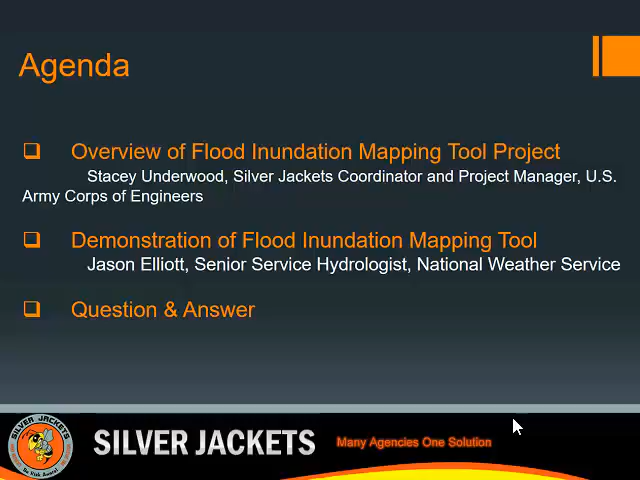 Agenda
Overview of Flood Inundation Mapping Tool Project
Stacey Underwood, Silver Jackets Coordinator and Project Manager, U.S.
Army Corps of Engineers
Demonstration of Flood Inundation Mapping Tool
Jason Elliott, Senior Service Hydrologist, National Weather Service
Question & Answer
SILVER JACKETS
SILVER JACKETS
Many Agencies One Solution